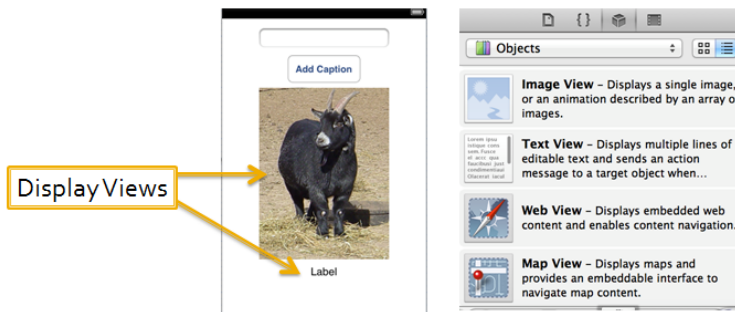 Add Caption
Display Views
Label
Objects
Image View – Displays a single image,
or an animation described by an array o
images.
Text View – Displays multiple lines of
editable text and sends an action
message to a target object when...
Web View – Displays embedded web
content and enables content navigation.
Map View – Displays maps and
provides an embeddable interface to
navigate map content.